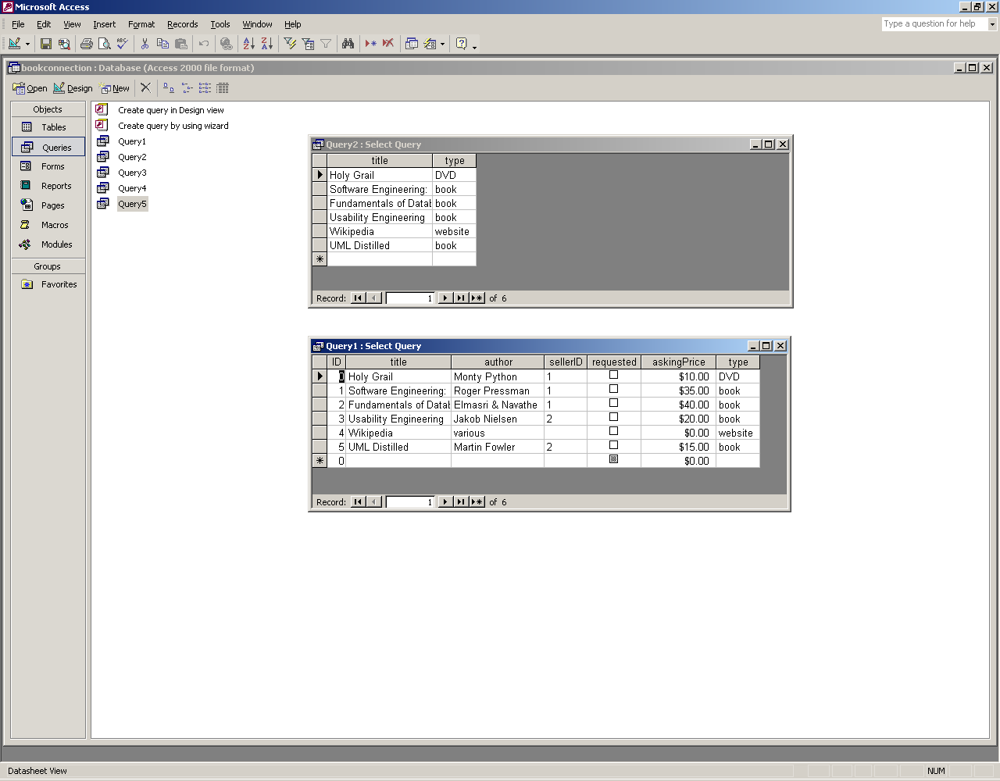 Microsoft Access
File Edit View Insert Format Records Tools Window Help
Type a question for help
bookconnection : Database (Access 2000 file format)
Open Design New
Objects
Tables
Queries
Forms
Reports
Pages
Macros
Modules
Groups
Favorites
Create query in Design view
Create query by using wizard
Query1
Query2
Query3
Query4
Query5
Query2 : Select Query
title type
Holy Grail DVD
Software Engineering: book
Fundamentals of Datab book
Usability Engineering book
Wikipedia website
UML Distilled book
Record: 1 of 6
Query1 : Select Query
ID title author sellerID requested askingPrice type
0 Holy Grail Monty Python 1 $10.00 DVD
1 Software Engineering: Roger Pressman 1 $35.00 book
2 Fundamentals of Datab Elmasri & Navathe 1 $40.00 book
3 Usability Engineering Jakob Nielsen 2 $20.00 book
4 Wikipedia various $0.00 website
5 UML Distilled Martin Fowler 2 $15.00 book
0 $0.00
Record: 1 of 6
Datasheet View NUM